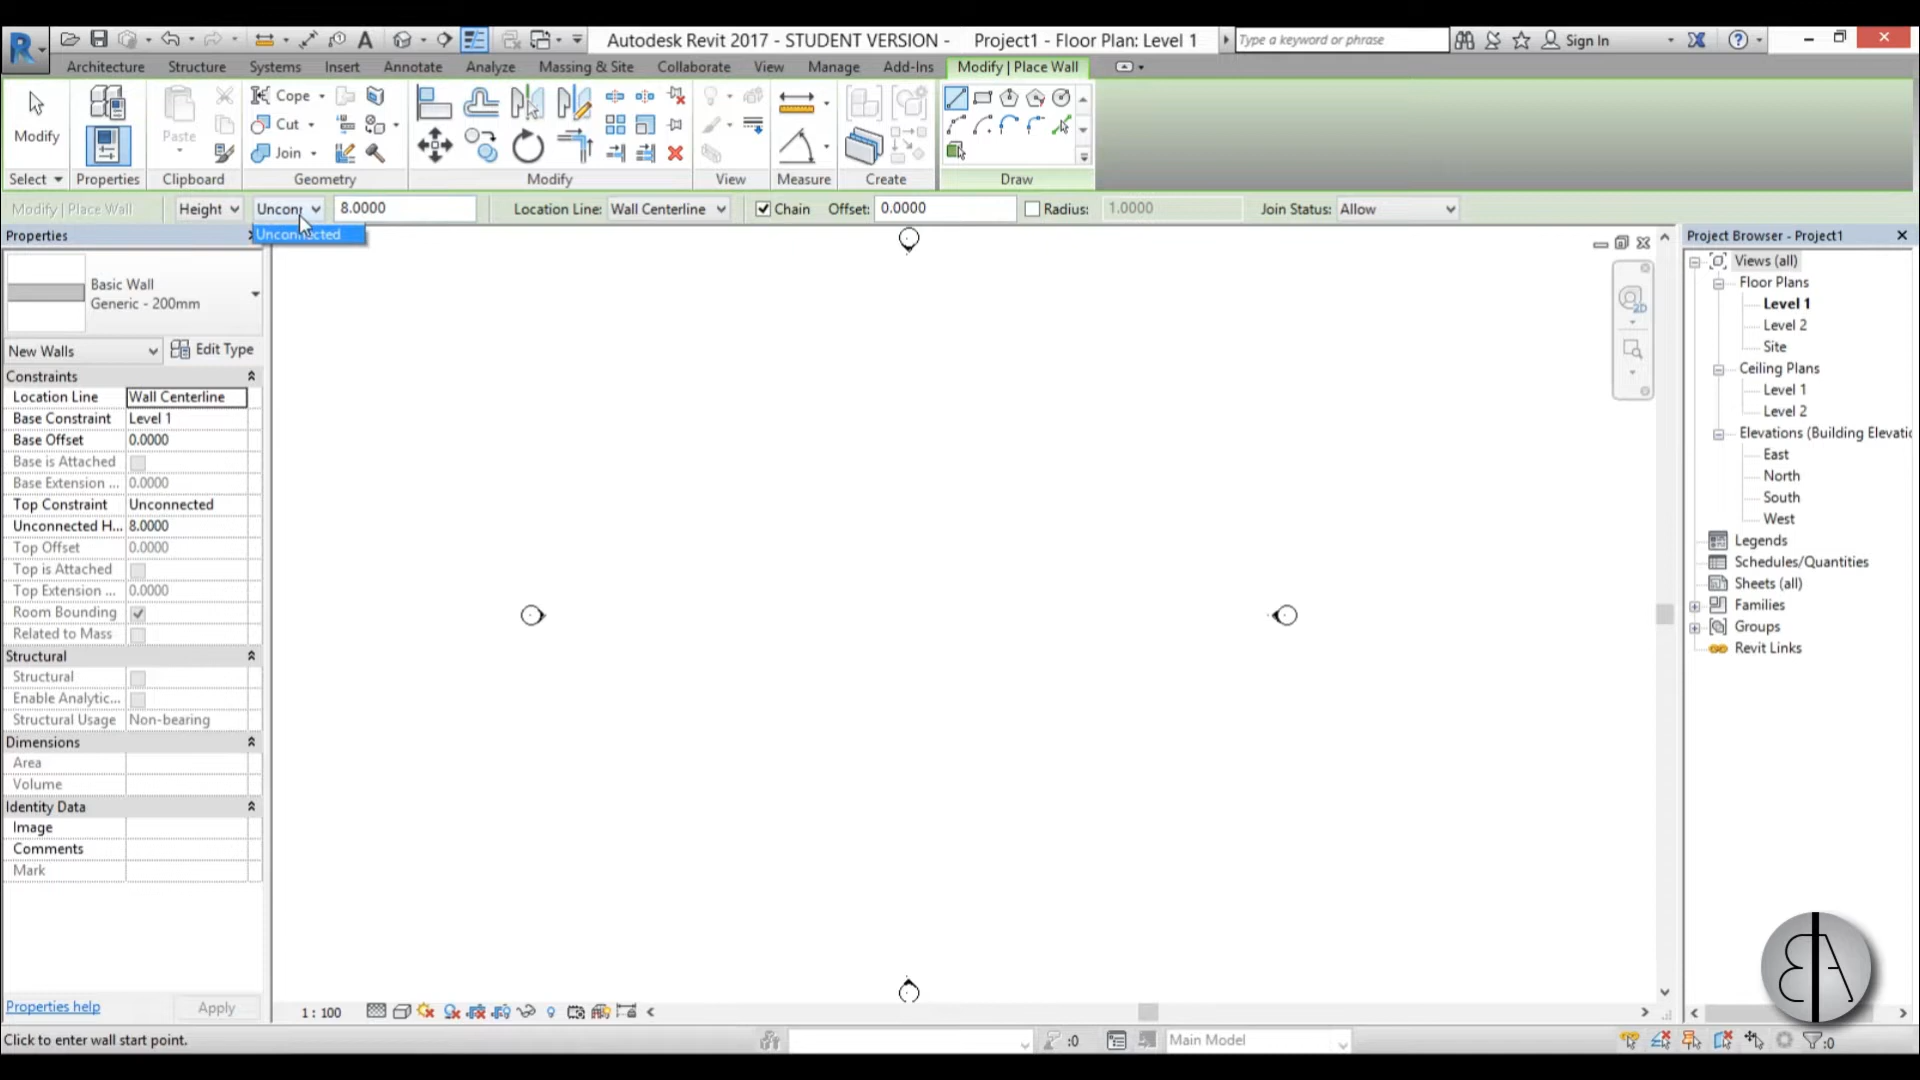 Autodesk Revit 2017 - STUDENT VERSION - Project1 - Floor Plan: Level 1
Type a keyword or phrase
Sign In
Architecture Structure Systems Insert Annotate Analyze Massing & Site Collaborate View Manage Add-Ins Modify | Place Wall
Modify
Paste
Cope
Cut
Join
Select Properties Clipboard Geometry Modify View Measure Create Draw
Modify | Place Wall Height Uncon 8.0000 Location Line: Wall Centerline Chain Offset: 0.0000 Radius: 1.0000 Join Status: Allow
Unconnected
Properties
Basic Wall
Generic - 200mm
New Walls Edit Type
Constraints
Location Line Wall Centerline
Base Constraint Level 1
Base Offset 0.0000
Base is Attached
Base Extension ... 0.0000
Top Constraint Unconnected
Unconnected H... 8.0000
Top Offset 0.0000
Top is Attached
Top Extension ... 0.0000
Room Bounding
Related to Mass
Structural
Structural
Enable Analytic...
Structural Usage Non-bearing
Dimensions
Area
Volume
Identity Data
Image
Comments
Mark
Properties help Apply
2D
Project Browser - Project1
Views (all)
Floor Plans
Level 1
Level 2
Site
Ceiling Plans
Level 1
Level 2
Elevations (Building Elevatio
East
North
South
West
Legends
Schedules/Quantities
Sheets (all)
Families
Groups
Revit Links
1 : 100
Click to enter wall start point.
:0
Main Model
:0